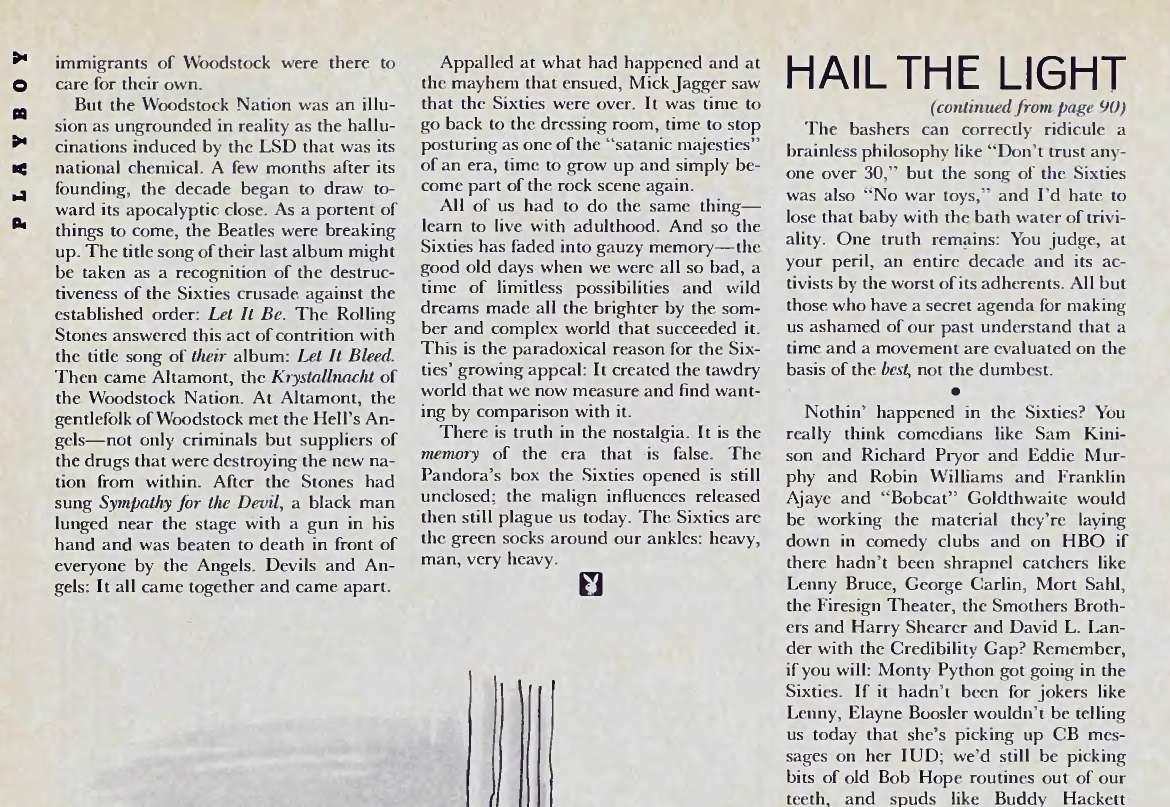 PLAYBOY
immigrants of Woodstock were there to
care for their own.
But the Woodstock Nation was an illu-
sion as ungrounded in reality as the hallu-
cinations induced by the LSD that was its
national chemical. A few months after its
founding, the decade began to draw to-
ward its apocalyptic close. As a portent of
things to come, the Beatles were breaking
up. The title song of their last album might
be taken as a recognition of the destruc-
tiveness of the Sixties crusade against the
established order: Let It Be. The Rolling
Stones answered this act of contrition with
the title song of their album: Let It Bleed.
Then came Altamont, the Krystallnacht of
the Woodstock Nation. At Altamont, the
gentlefolk of Woodstock met the Hell's An-
gels—not only criminals but suppliers of
the drugs that were destroying the new na-
tion from within. After the Stones had
sung Sympathy for the Devil, a black man
lunged near the stage with a gun in his
hand and was beaten to death in front of
everyone by the Angels. Devils and An-
gels: It all came together and came apart.
Appalled at what had happened and at
the mayhem that ensued, Mick Jagger saw
that the Sixties were over. It was time to
go back to the dressing room, time to stop
posturing as one of the "satanic majesties"
of an era, time to grow up and simply be-
come part of the rock scene again.
All of us had to do the same thing—
learn to live with adulthood. And so the
Sixties has faded into gauzy memory—the
good old days when we were all so bad, a
time of limitless possibilities and wild
dreams made all the brighter by the som-
ber and complex world that succeeded it.
This is the paradoxical reason for the Six-
ties' growing appeal: It created the tawdry
world that we now measure and find want-
ing by comparison with it.
There is truth in the nostalgia. It is the
memory of the era that is false. The
Pandora's box the Sixties opened is still
unclosed; the malign influences released
then still plague us today. The Sixties are
the green socks around our ankles: heavy,
man, very heavy.
HAIL THE LIGHT
(continued from page 90)
The bashers can correctly ridicule a
brainless philosophy like "Don't trust any-
one over 30," but the song of the Sixties
was also "No war toys," and I'd hate to
lose that baby with the bath water of trivi-
ality. One truth remains: You judge, at
your peril, an entire decade and its ac-
tivists by the worst of its adherents. All but
those who have a secret agenda for making
us ashamed of our past understand that a
time and a movement are evaluated on the
basis of the best, not the dumbest.
•
Nothin' happened in the Sixties? You
really think comedians like Sam Kini-
son and Richard Pryor and Eddie Mur-
phy and Robin Williams and Franklin
Ajaye and "Bobcat" Goldthwaite would
be working the material they're laying
down in comedy clubs and on HBO if
there hadn't been shrapnel catchers like
Lenny Bruce, George Carlin, Mort Sahl,
the Firesign Theater, the Smothers Broth-
ers and Harry Shearer and David L. Lan-
der with the Credibility Gap? Remember,
if you will: Monty Python got going in the
Sixties. If it hadn't been for jokers like
Lenny, Elayne Boosler wouldn't be telling
us today that she's picking up CB mes-
sages on her IUD; we'd still be picking
bits of old Bob Hope routines out of our
teeth, and spuds like Buddy Hackett